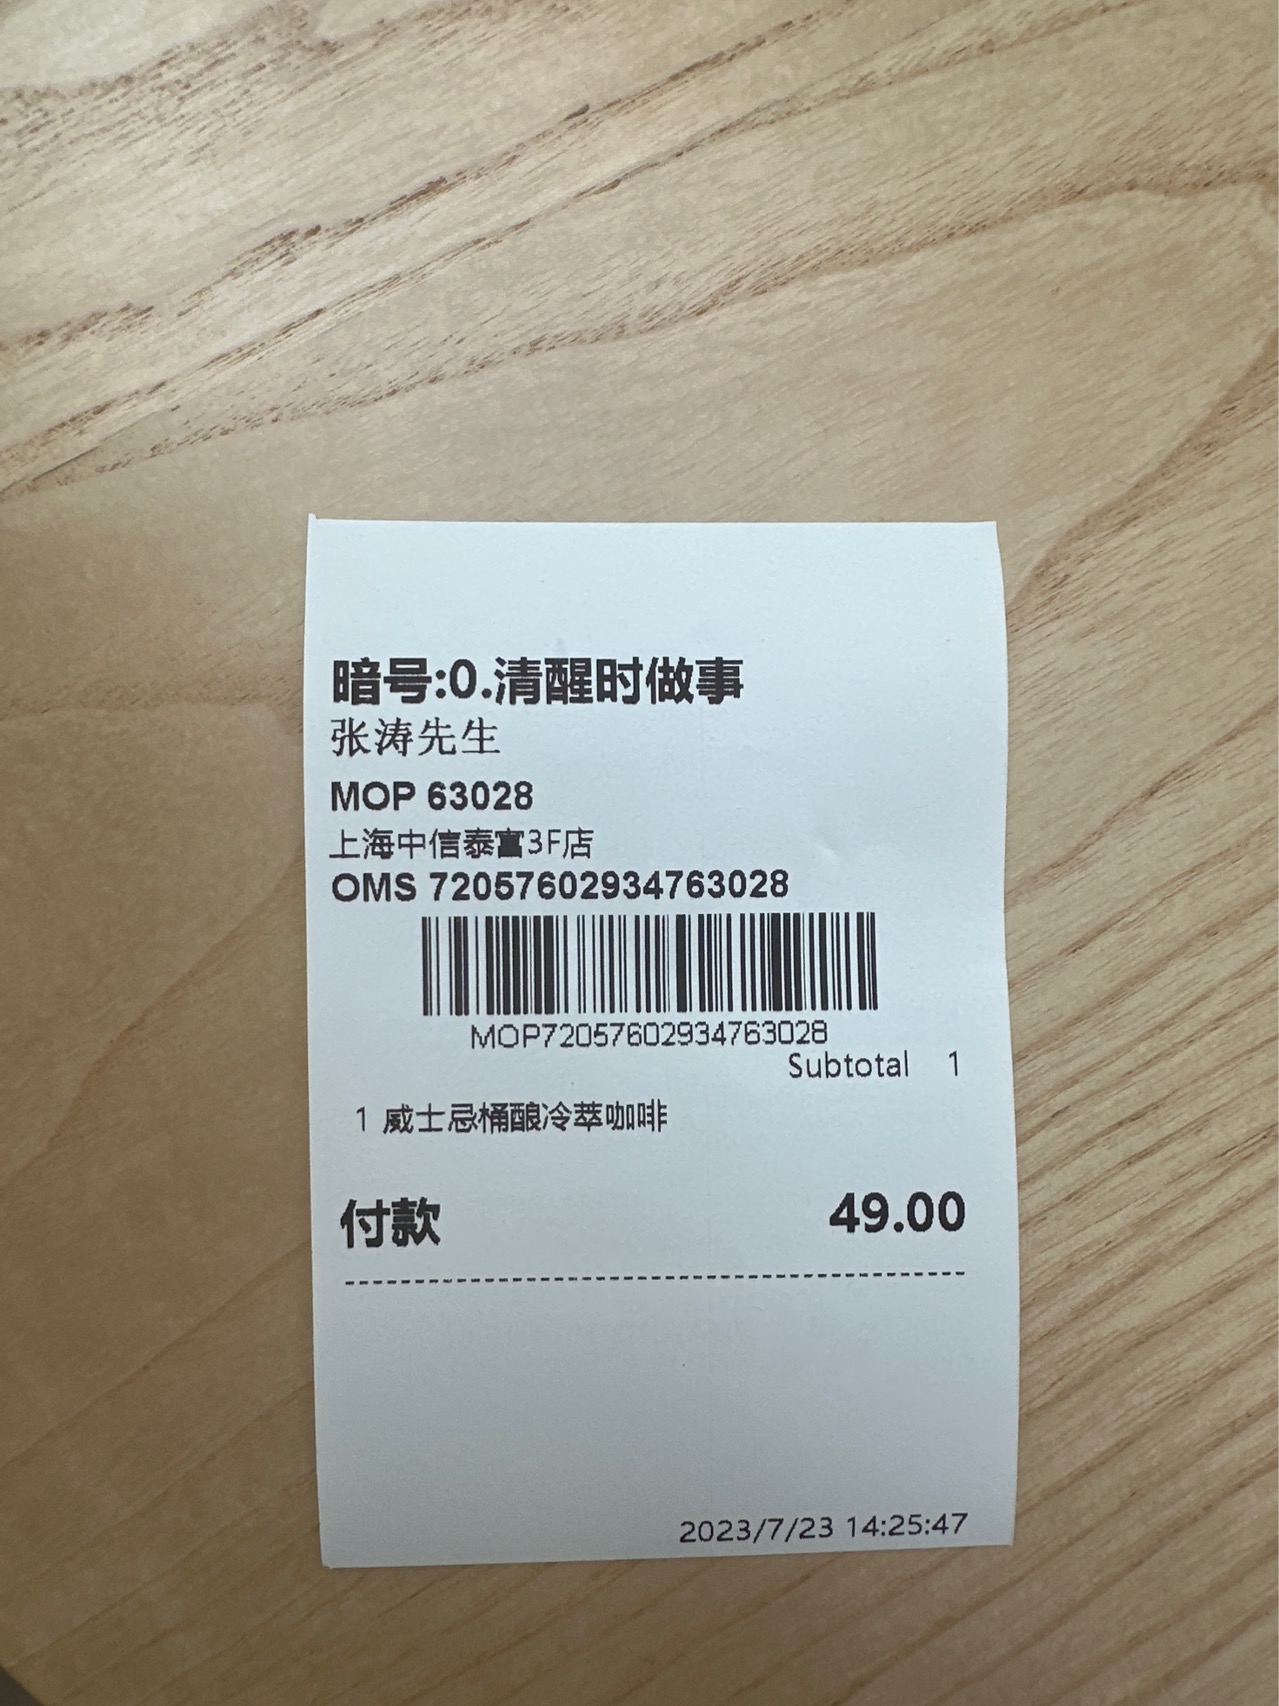 暗号:0.清醒时做事
张涛先生
MOP 63028
上海中信泰富3F店
OMS 72057602934763028
MOP72057602934763028
Subtotal 1
1 威士忌桶酿冷萃咖啡
付款 49.00
2023/7/23 14:25:47